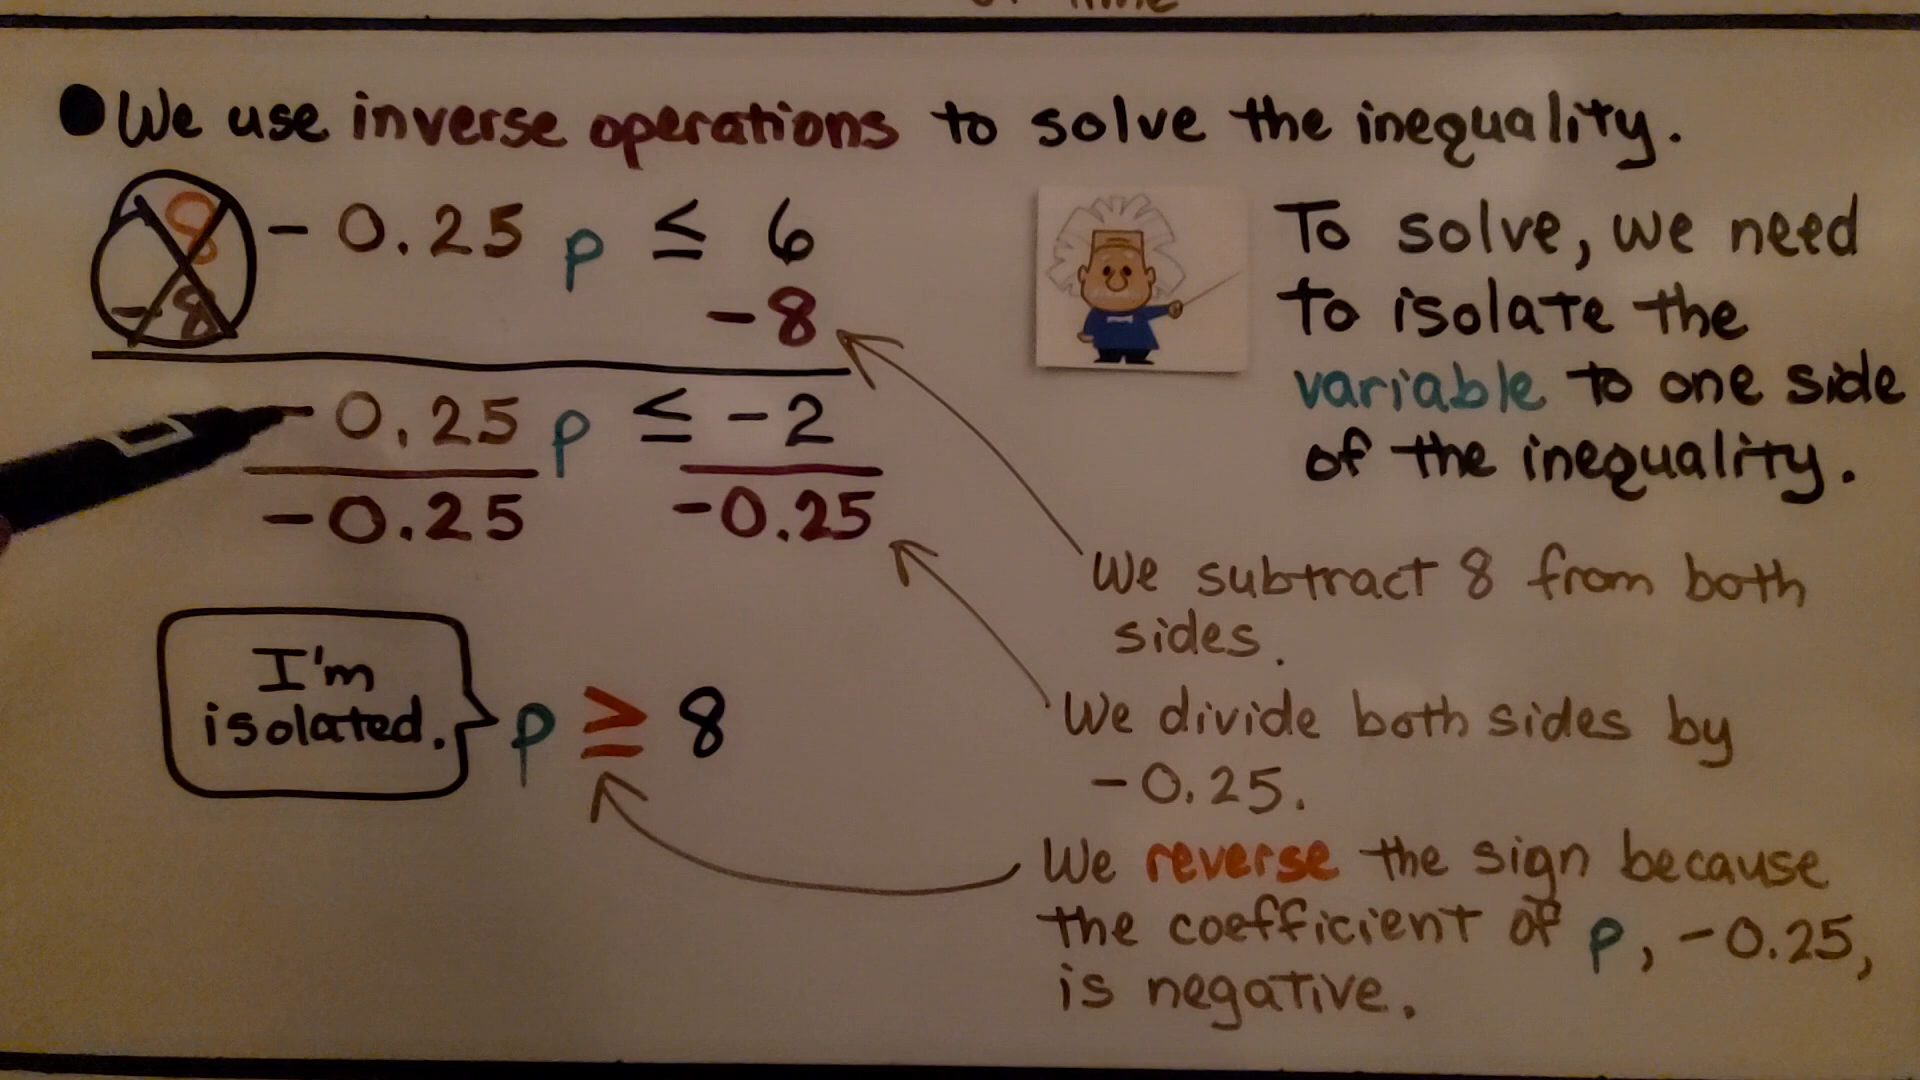 We use inverse operations to solve the inequality.
8 - 0.25 p ≤ 6
-8 -8
-0.25 p ≤ -2
-0.25 -0.25
I'm
isolated.
p ≥ 8
To solve, we need
to isolate the
variable to one side
of the inequality.
We subtract 8 from both
sides.
We divide both sides by
-0.25.
We reverse the sign because
the coefficient of p, -0.25,
is negative.